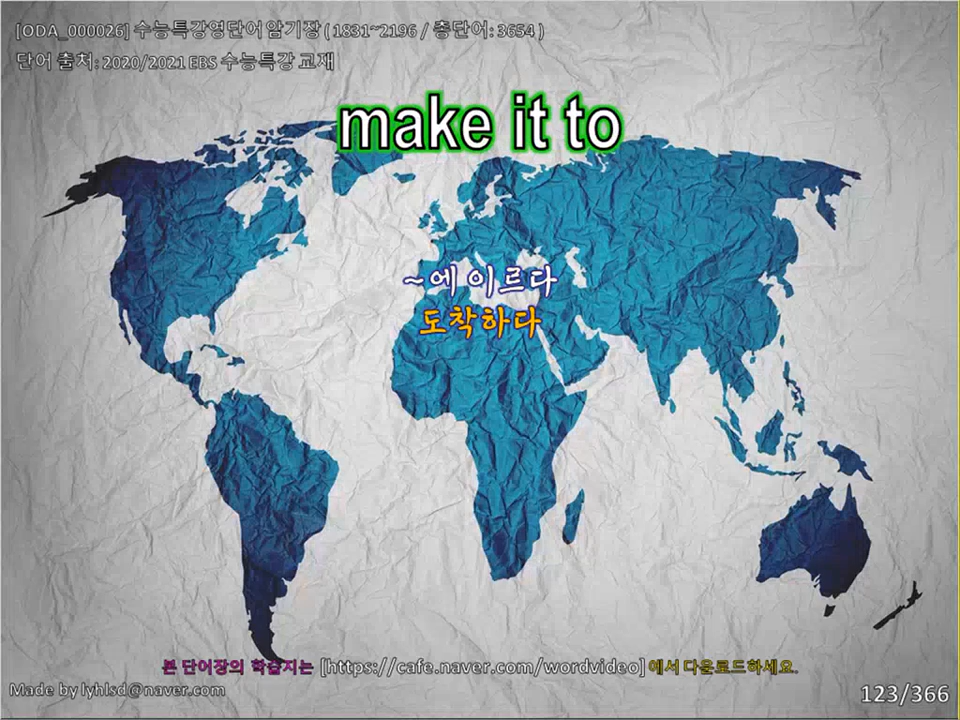 [ODA_000026] 수능특강영단어 암기장 ( 1831~2196 / 총단어: 3654 )
단어 출처: 2020/2021 EBS 수능특강 교재
make it to
~에 이르다
도착하다
본 단어장의 학습지는 [https://cafe.naver.com/wordvideo] 에서 다운로드하세요.
Made by lyhlsd@naver.com
123/366